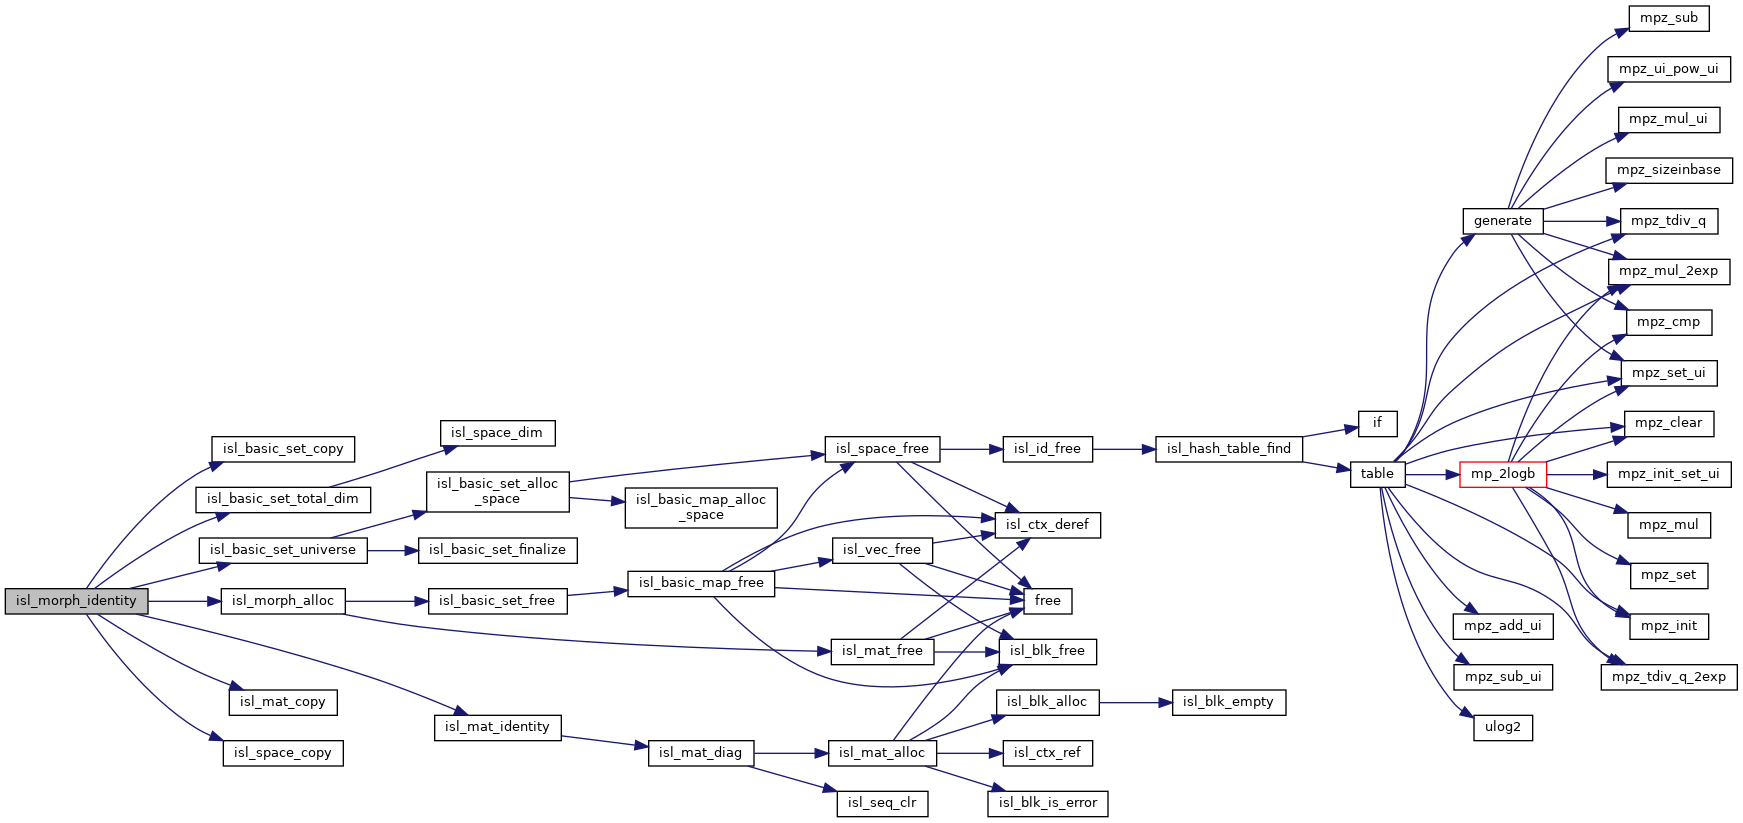 mpz_sub
mpz_ui_pow_ui
mpz_mul_ui
mpz_sizeinbase
generate
mpz_tdiv_q
mpz_mul_2exp
mpz_cmp
mpz_set_ui
if
mpz_clear
isl_space_dim
isl_basic_set_copy
isl_space_free
isl_id_free
isl_hash_table_find
table
mp_2logb
mpz_init_set_ui
isl_basic_set_total_dim
isl_basic_set_alloc
_space
isl_basic_map_alloc
_space
isl_ctx_deref
mpz_mul
isl_basic_set_universe
isl_basic_set_finalize
isl_vec_free
mpz_set
isl_basic_map_free
isl_morph_identity
isl_morph_alloc
isl_basic_set_free
free
mpz_add_ui
mpz_init
isl_mat_free
isl_blk_free
mpz_sub_ui
mpz_tdiv_q_2exp
isl_mat_copy
isl_blk_alloc
isl_blk_empty
isl_mat_identity
ulog2
isl_space_copy
isl_mat_diag
isl_mat_alloc
isl_ctx_ref
isl_seq_clr
isl_blk_is_error